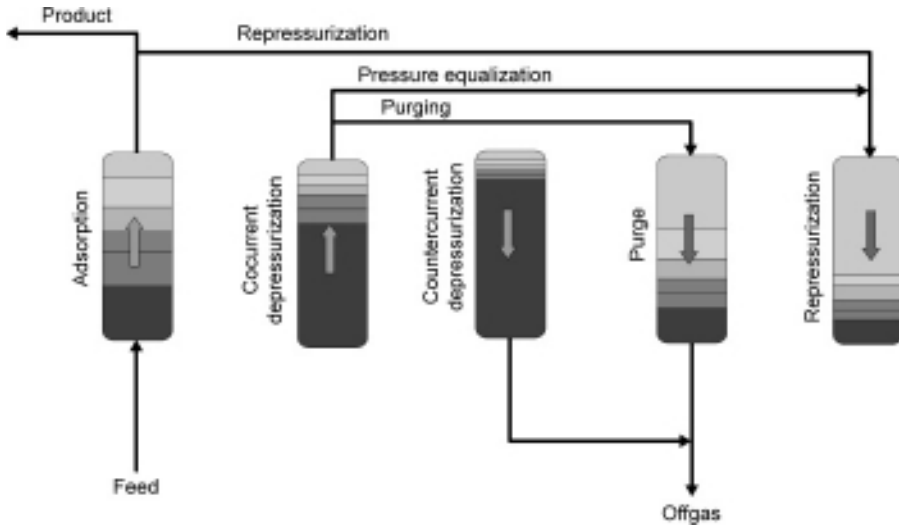 Product
Repressurization
Pressure equalization
Purging
Adsorption
Cocurrent
depressurization
Countercurrent
depressurization
Purge
Repressurization
Feed
Offgas